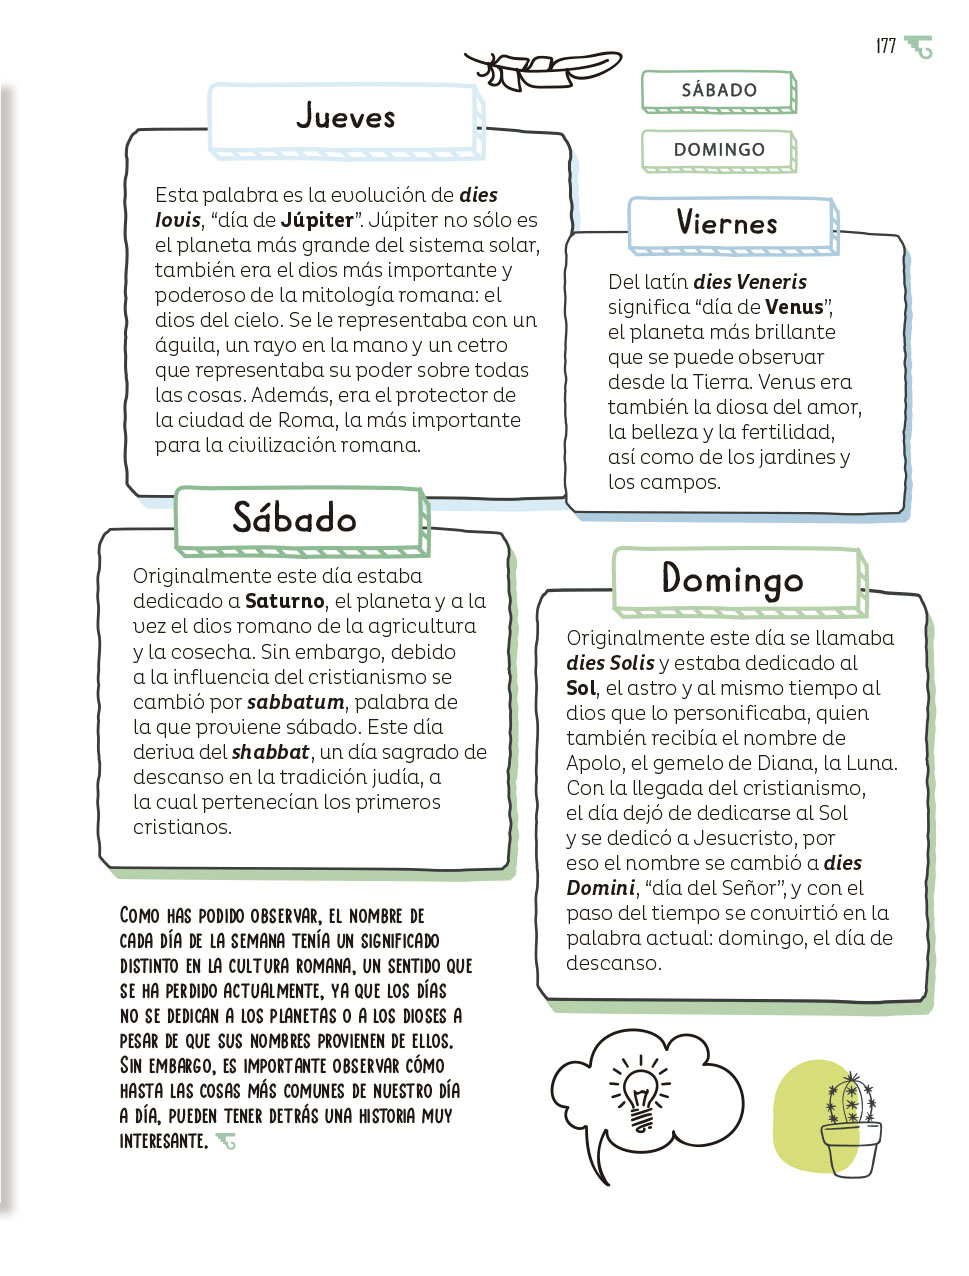 177
SÁBADO
DOMINGO
Jueves
Esta palabra es la evolución de dies
Iovis, “día de Júpiter”. Júpiter no sólo es
el planeta más grande del sistema solar,
también era el dios más importante y
poderoso de la mitología romana: el
dios del cielo. Se le representaba con un
águila, un rayo en la mano y un cetro
que representaba su poder sobre todas
las cosas. Además, era el protector de
la ciudad de Roma, la más importante
para la civilización romana.
Viernes
Del latín dies Veneris
significa “día de Venus”,
el planeta más brillante
que se puede observar
desde la Tierra. Venus era
también la diosa del amor,
la belleza y la fertilidad,
así como de los jardines y
los campos.
Sábado
Originalmente este día estaba
dedicado a Saturno, el planeta y a la
vez el dios romano de la agricultura
y la cosecha. Sin embargo, debido
a la influencia del cristianismo se
cambió por sabbatum, palabra de
la que proviene sábado. Este día
deriva del shabbat, un día sagrado de
descanso en la tradición judía, a
la cual pertenecían los primeros
cristianos.
Domingo
Originalmente este día se llamaba
dies Solis y estaba dedicado al
Sol, el astro y al mismo tiempo al
dios que lo personificaba, quien
también recibía el nombre de
Apolo, el gemelo de Diana, la Luna.
Con la llegada del cristianismo,
el día dejó de dedicarse al Sol
y se dedicó a Jesucristo, por
eso el nombre se cambió a dies
Domini, “día del Señor”, y con el
paso del tiempo se convirtió en la
palabra actual: domingo, el día de
descanso.
COMO HAS PODIDO OBSERVAR, EL NOMBRE DE
CADA DÍA DE LA SEMANA TENÍA UN SIGNIFICADO
DISTINTO EN LA CULTURA ROMANA, UN SENTIDO QUE
SE HA PERDIDO ACTUALMENTE, YA QUE LOS DÍAS
NO SE DEDICAN A LOS PLANETAS O A LOS DIOSES A
PESAR DE QUE SUS NOMBRES PROVIENEN DE ELLOS.
SIN EMBARGO, ES IMPORTANTE OBSERVAR CÓMO
HASTA LAS COSAS MÁS COMUNES DE NUESTRO DÍA
A DÍA, PUEDEN TENER DETRÁS UNA HISTORIA MUY
INTERESANTE.